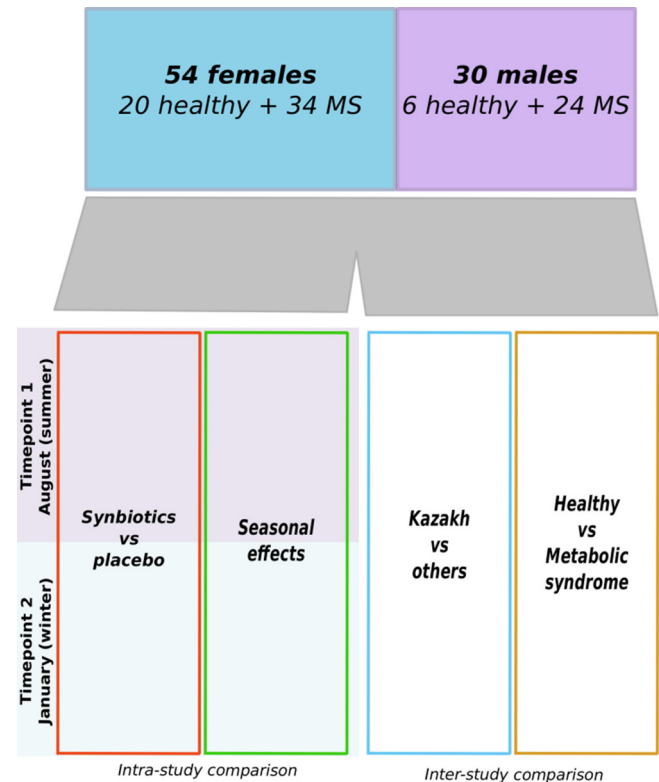 54 females
20 healthy + 34 MS
30 males
6 healthy + 24 MS
Timepoint 1
August (summer)
Timepoint 2
January (winter)
Synbiotics
vs
placebo
Seasonal
effects
Kazakh
vs
others
Healthy
vs
Metabolic
syndrome
Intra-study comparison
Inter-study comparison